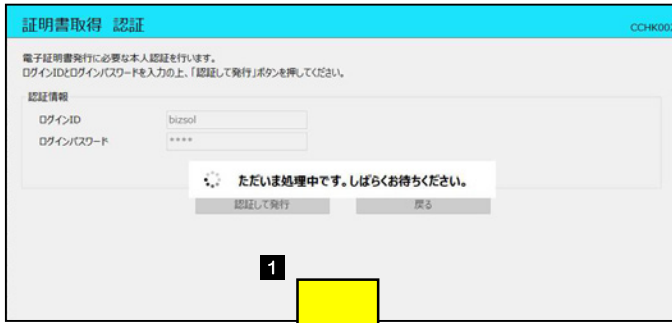 証明書取得 認証
CCHK002
電子証明書発行に必要な本人認証を行います。
ログインIDとログインパスワードを入力の上、「認証して発行」ボタンを押してください。
認証情報
ログインID
bizsol
ログインパスワード
****
ただいま処理中です。しばらくお待ちください。
認証して発行
戻る
1